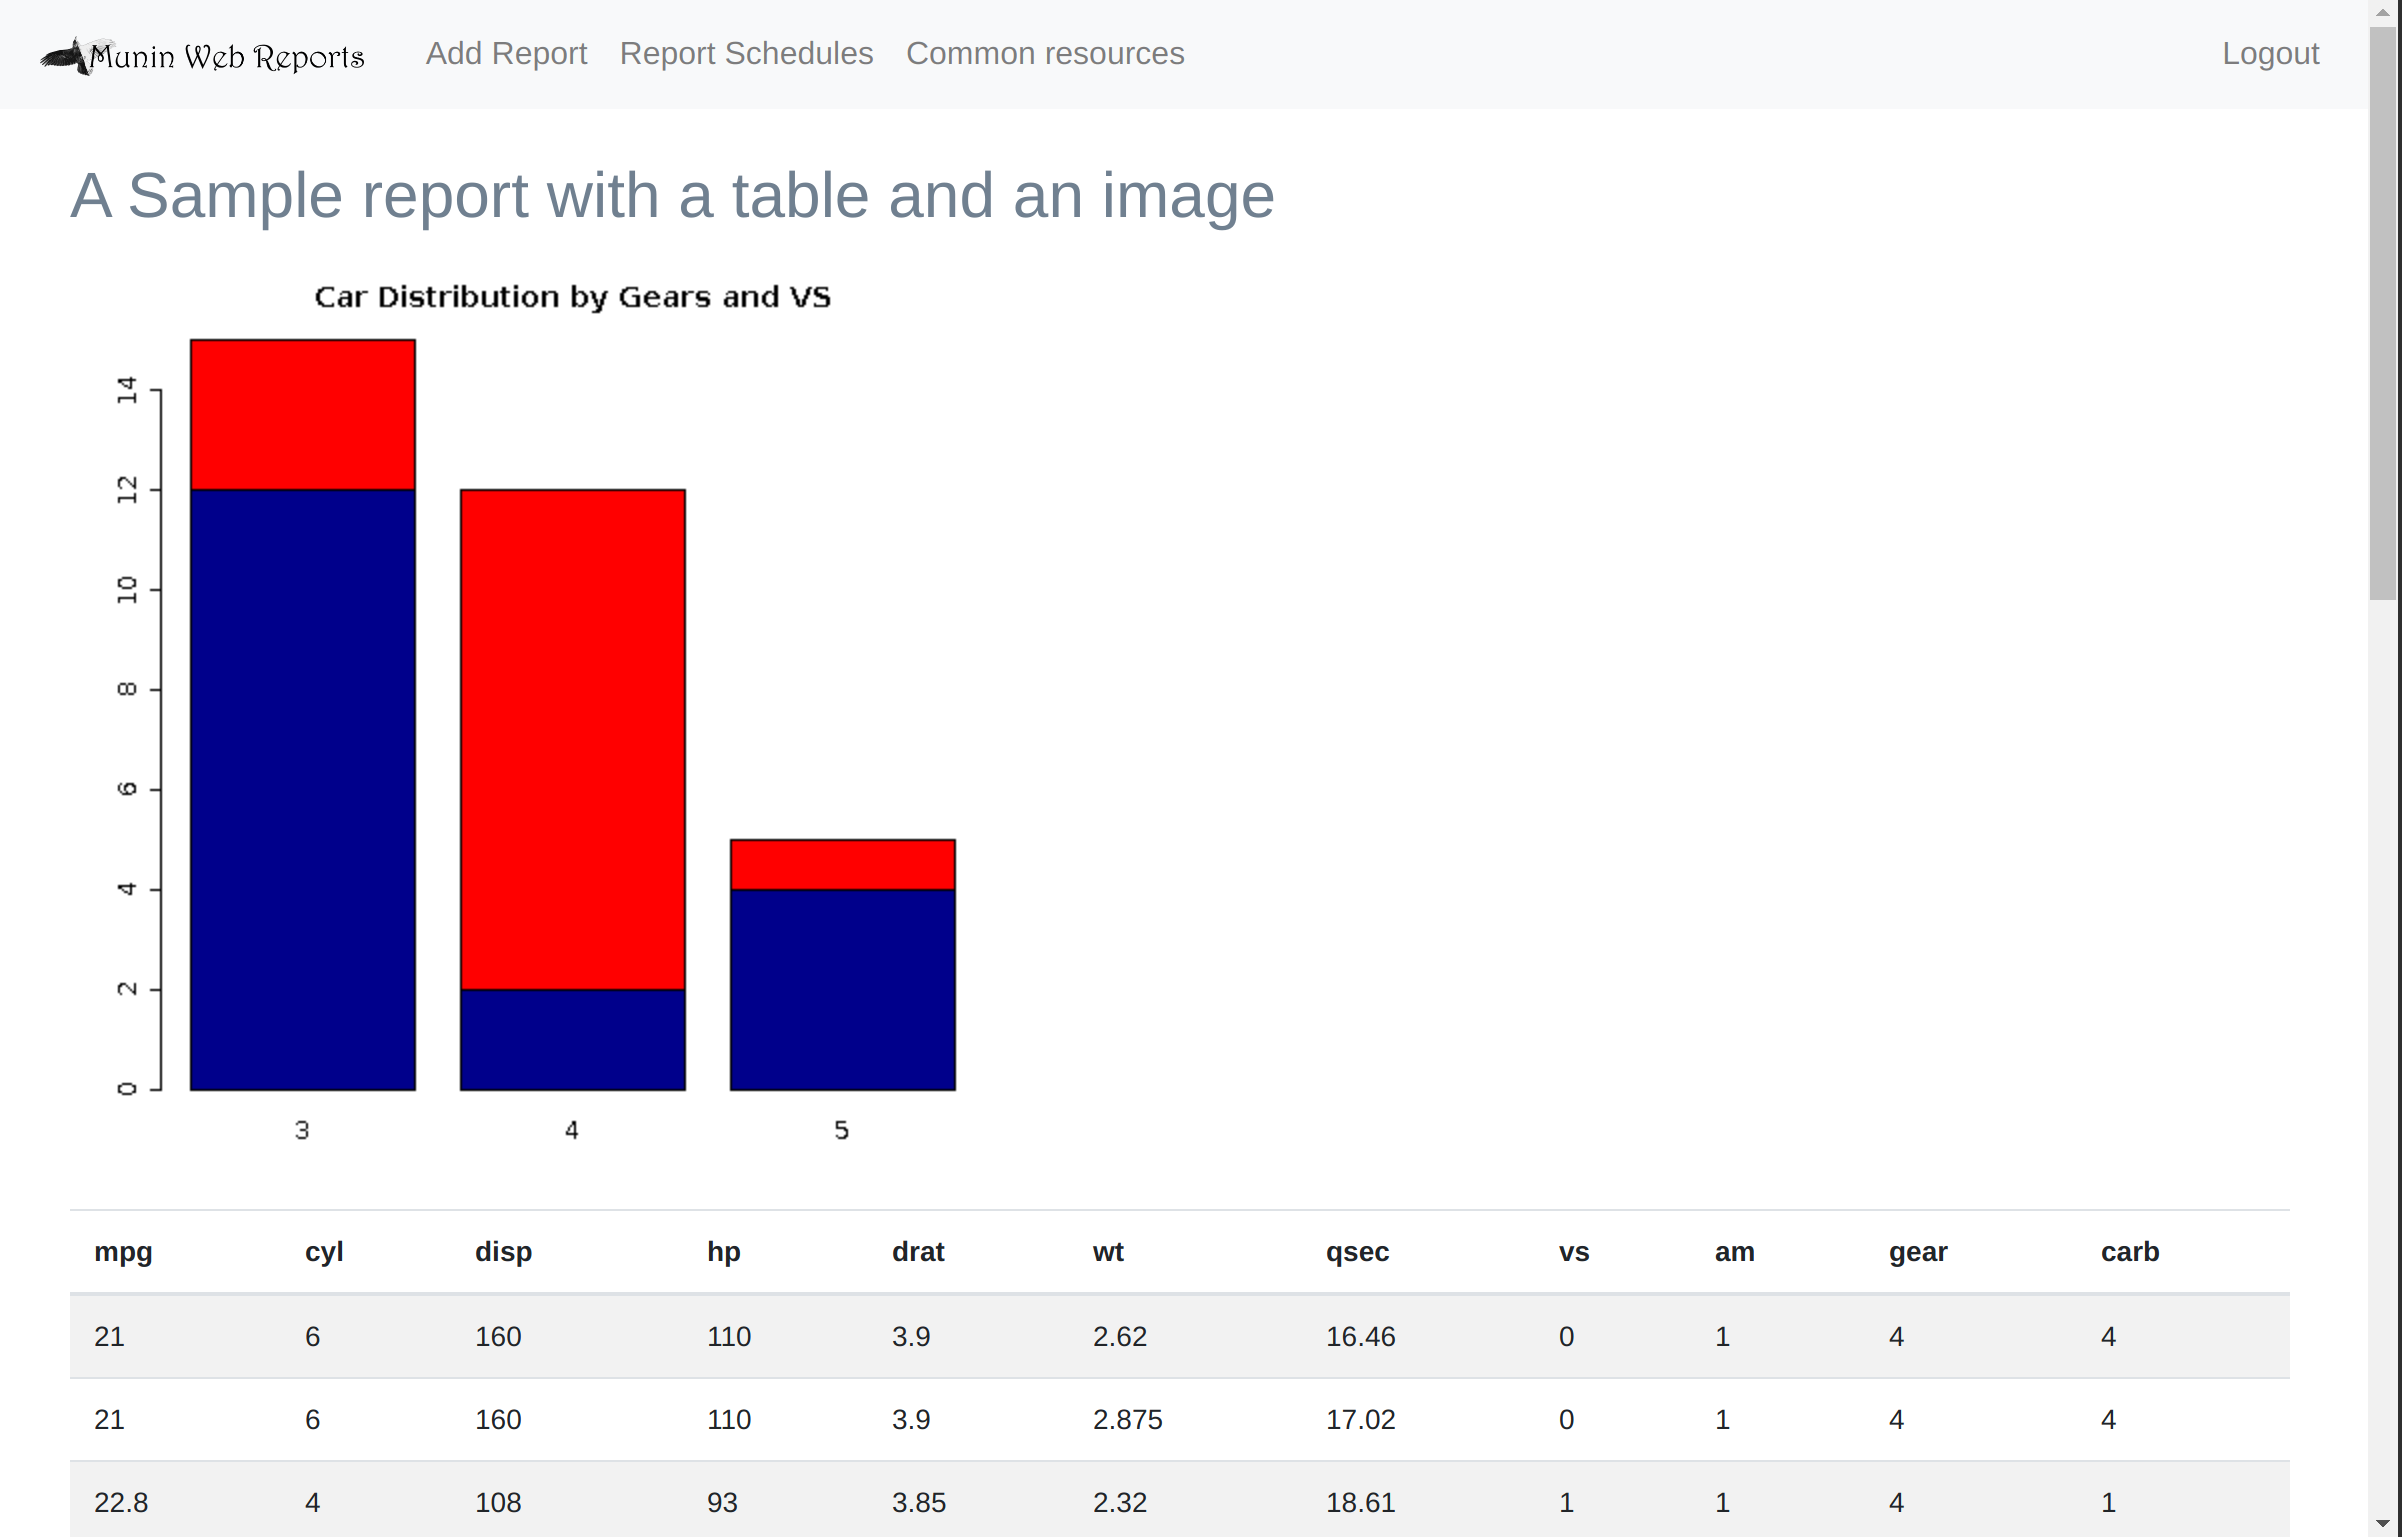 Munin Web Reports Add Report Report Schedules Common resources Logout
A Sample report with a table and an image
Car Distribution by Gears and VS
14
12
10
8
6
4
2
0
3 4 5
mpg cyl disp hp drat wt qsec vs am gear carb
21 6 160 110 3.9 2.62 16.46 0 1 4 4
21 6 160 110 3.9 2.875 17.02 0 1 4 4
22.8 4 108 93 3.85 2.32 18.61 1 1 4 1